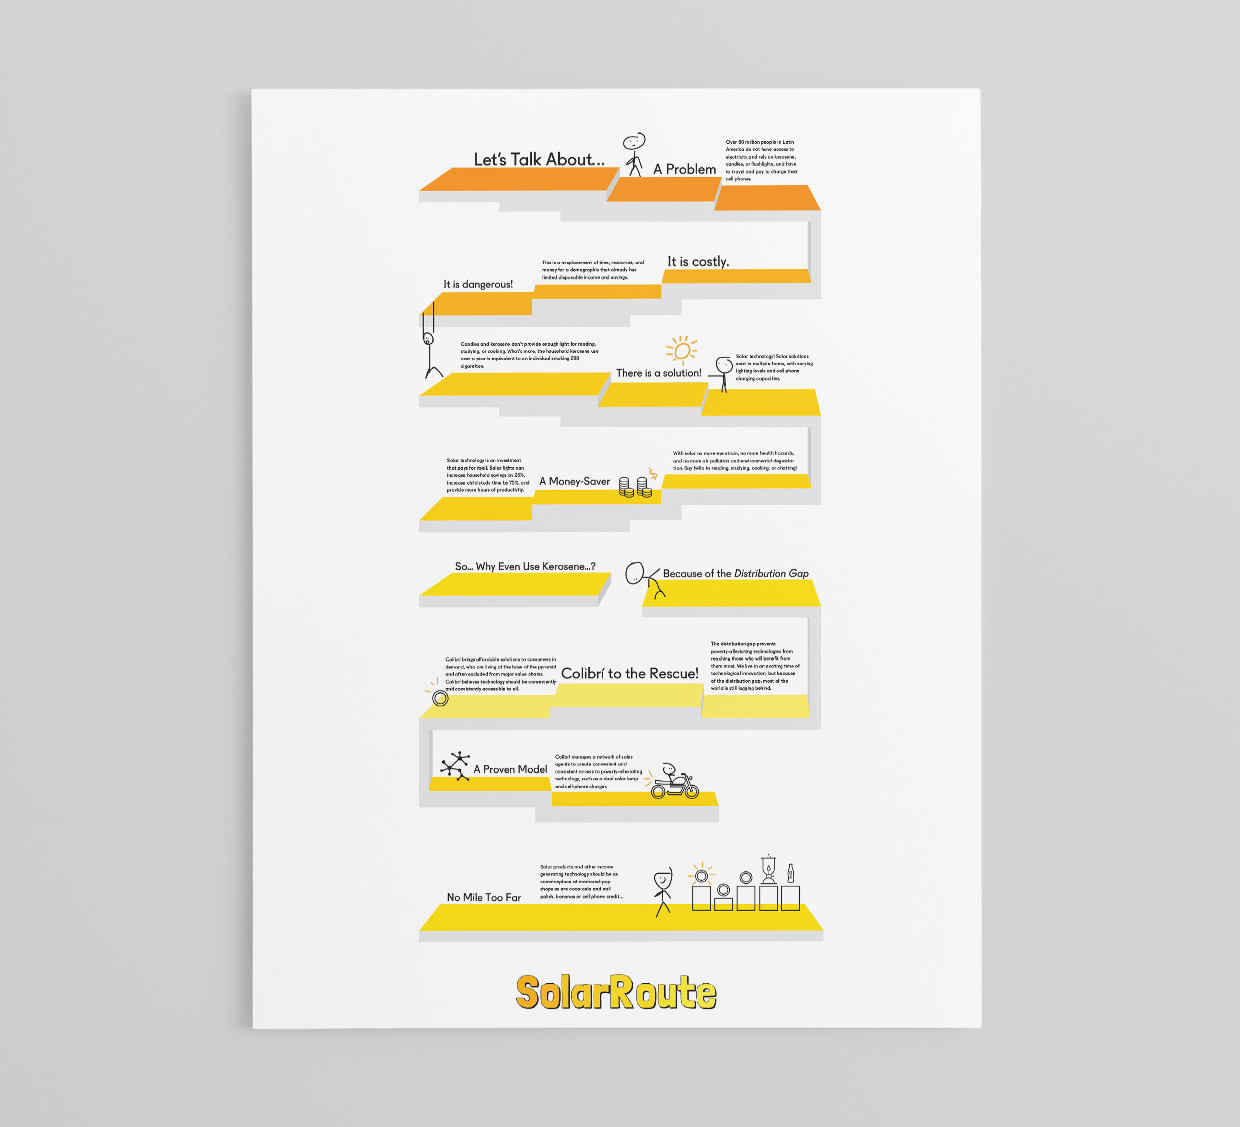 Let's Talk About...
A Problem
Over 30 million people in Latin
America do not have access to
electricity and rely on kerosene,
candles, or flashlights, and have
to travel and pay to charge their
cell phones.
It is costly.
This is a misplacement of time, resources, and
money for a demographic that already has
limited disposable income and savings.
It is dangerous!
Candles and kerosene don't provide enough light for reading,
studying, or cooking. What's more, the household kerosene use
over a year is equivalent to an individual smoking
cigarettes.
There is a solution!
Solar technology! Solar solutions
exist in multiple forms, with varying
lighting levels and cell phone
charging capacities.
With solar no more eye strain, no more health hazards,
and no more air pollution and environmental degrada-
tion. Say hello to reading, studying, cooking, or chatting!
A Money-Saver
$
Solar technology is an investment
that pays for itself. Solar lights can
increase household savings by 25%,
increase child study time by 75%, and
provide more hours of productivity.
So... Why Even Use Kerosene...?
Because of the Distribution Gap
The distribution gap prevents
poverty-alleviating technologies from
reaching those who will benefit from
them most. We live in an exciting time of
technological innovation, but because
of the distribution gap, most of the
world is still lagging behind.
Colibrí to the Rescue!
Colibrí brings affordable solutions to consumers in
demand, who are living at the base of the pyramid
and often excluded from major value chains.
Colibrí believes technology should be conveniently
and consistently accessible to all.
A Proven Model
Colibrí manages a network of sales
agents to create convenient and
consistent access to poverty-alleviating
technology, such as a dual solar lamp
and cell-phone charger.
No Mile Too Far
Solar products and other income
generating technology should be as
commonplace at mom-and-pop
shops as are coca-cola and nail
polish, bananas or cell phone credit...
SolarRoute